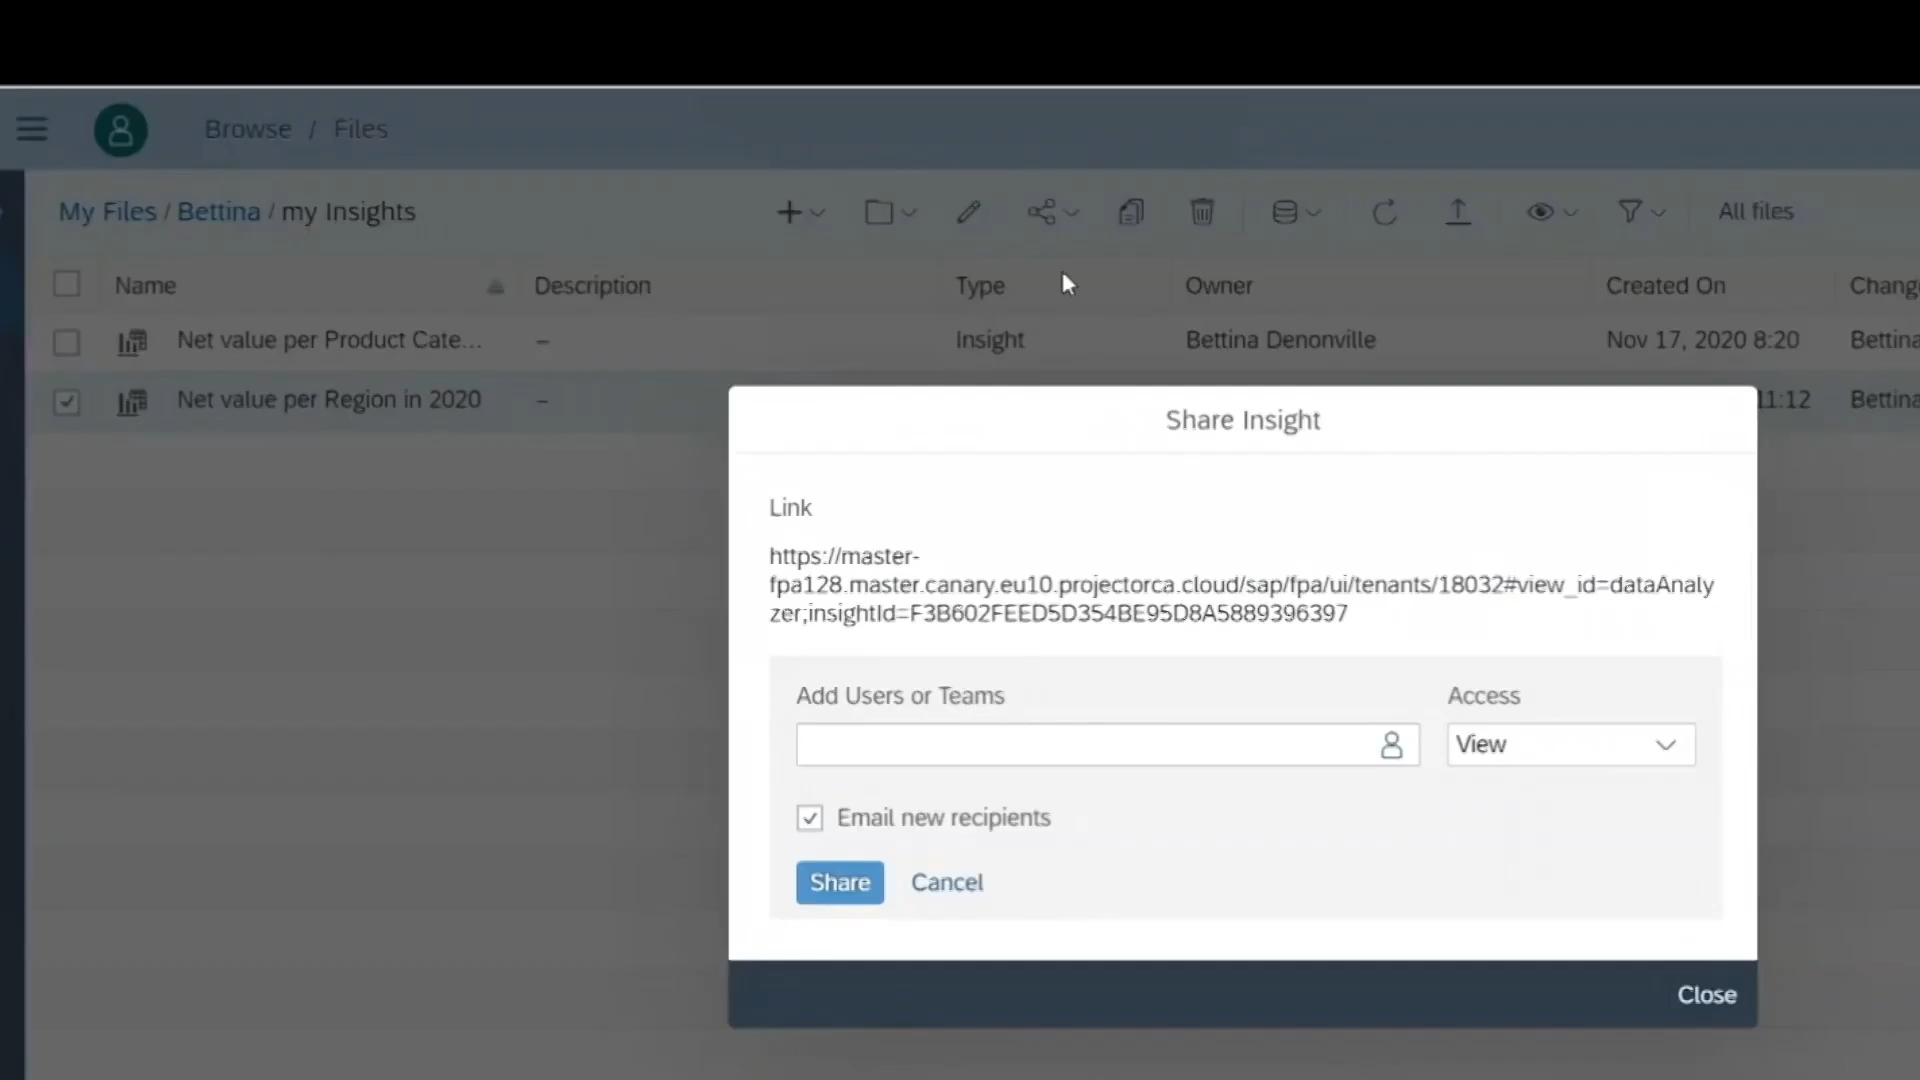 Browse / Files
My Files / Bettina / my Insights
All files
Name Description Type Owner Created On Chang
Net value per Product Cate... – Insight Bettina Denonville Nov 17, 2020 8:20 Bettina
Net value per Region in 2020 – 11:12 Bettina
Share Insight
Link
https://master-
fpa128.master.canary.eu10.projectorca.cloud/sap/fpa/ui/tenants/18032#view_id=dataAnaly
zer;insightId=F3B602FEED5D354BE95D8A5889396397
Add Users or Teams Access
View
Email new recipients
Share Cancel
Close